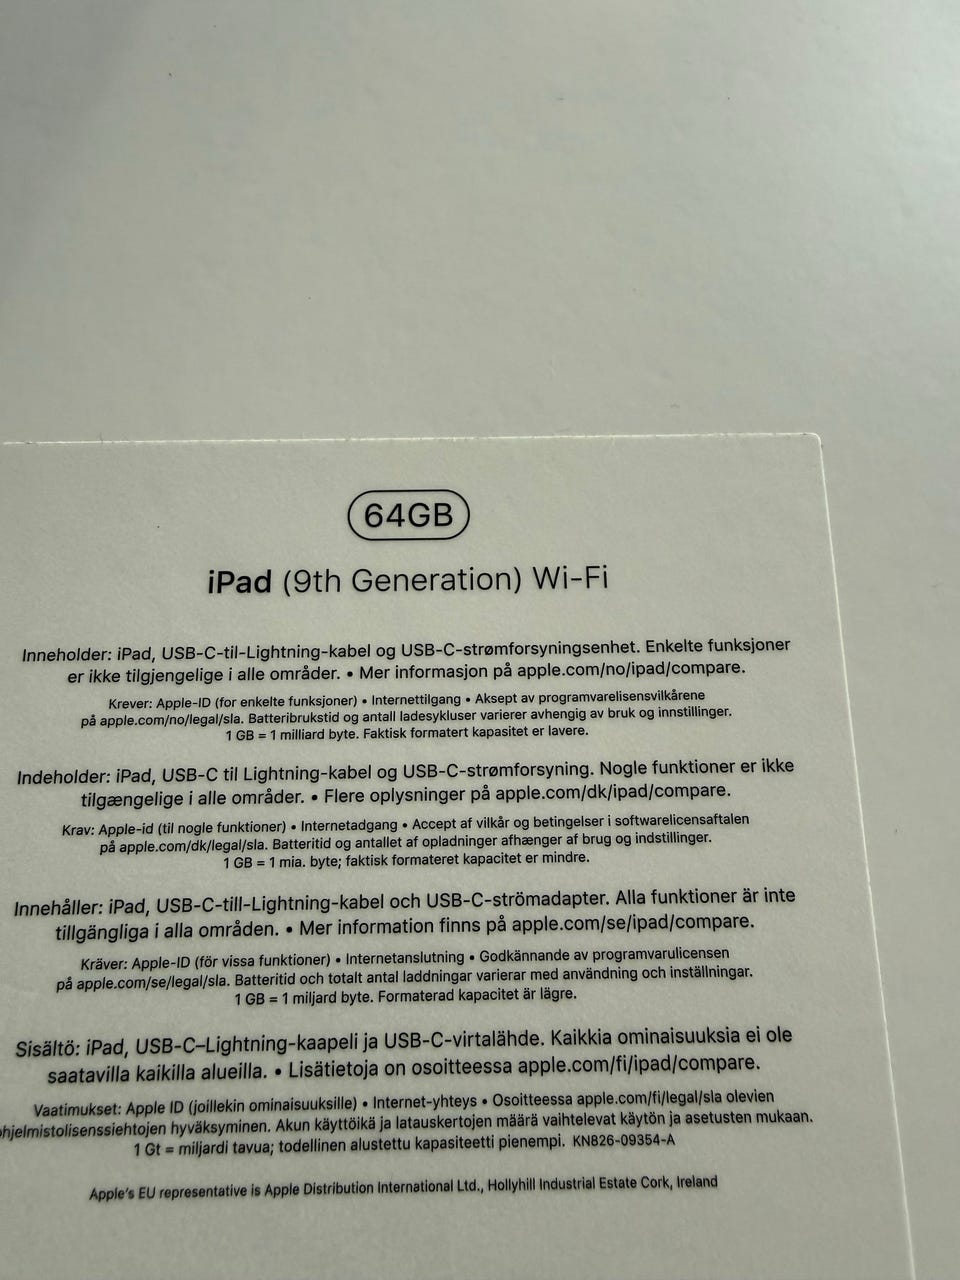 64GB
iPad (9th Generation) Wi-Fi
Inneholder: iPad, USB-C-til-Lightning-kabel og USB-C-strømforsyningsenhet. Enkelte funksjoner
er ikke tilgjengelige i alle områder. • Mer informasjon på apple.com/no/ipad/compare.
Krever: Apple-ID (for enkelte funksjoner) • Internettilgang • Aksept av programvarelisensvilkårene
på apple.com/no/legal/sla. Batteribrukstid og antall ladesykluser varierer avhengig av bruk og innstillinger.
1 GB = 1 milliard byte. Faktisk formatert kapasitet er lavere.
Indeholder: iPad, USB-C til Lightning-kabel og USB-C-strømforsyning. Nogle funktioner er ikke
tilgængelige i alle områder. • Flere oplysninger på apple.com/dk/ipad/compare.
Krav: Apple-id (til nogle funktioner) • Internetadgang • Accept af vilkår og betingelser i softwarelicensaftalen
på apple.com/dk/legal/sla. Batteritid og antallet af opladninger afhænger af brug og indstillinger.
1 GB = 1 mia. byte; faktisk formateret kapacitet er mindre.
Innehåller: iPad, USB-C-till-Lightning-kabel och USB-C-strömadapter. Alla funktioner är inte
tillgängliga i alla områden. • Mer information finns på apple.com/se/ipad/compare.
Kräver: Apple-ID (för vissa funktioner) • Internetanslutning • Godkännande av programvarulicensen
på apple.com/se/legal/sla. Batteritid och totalt antal laddningar varierar med användning och inställningar.
1 GB = 1 miljard byte. Formaterad kapacitet är lägre.
Sisältö: iPad, USB-C–Lightning-kaapeli ja USB-C-virtalähde. Kaikkia ominaisuuksia ei ole
saatavilla kaikilla alueilla. • Lisätietoja on osoitteessa apple.com/fi/ipad/compare.
Vaatimukset: Apple ID (joillekin ominaisuuksille) • Internet-yhteys • Osoitteessa apple.com/fi/legal/sla olevien
ohjelmistolisenssiehtojen hyväksyminen. Akun käyttöikä ja latauskertojen määrä vaihtelevat käytön ja asetusten mukaan.
1 Gt = miljardi tavua; todellinen alustettu kapasiteetti pienempi. KN826-09354-A
Apple's EU representative is Apple Distribution International Ltd., Hollyhill Industrial Estate Cork, Ireland